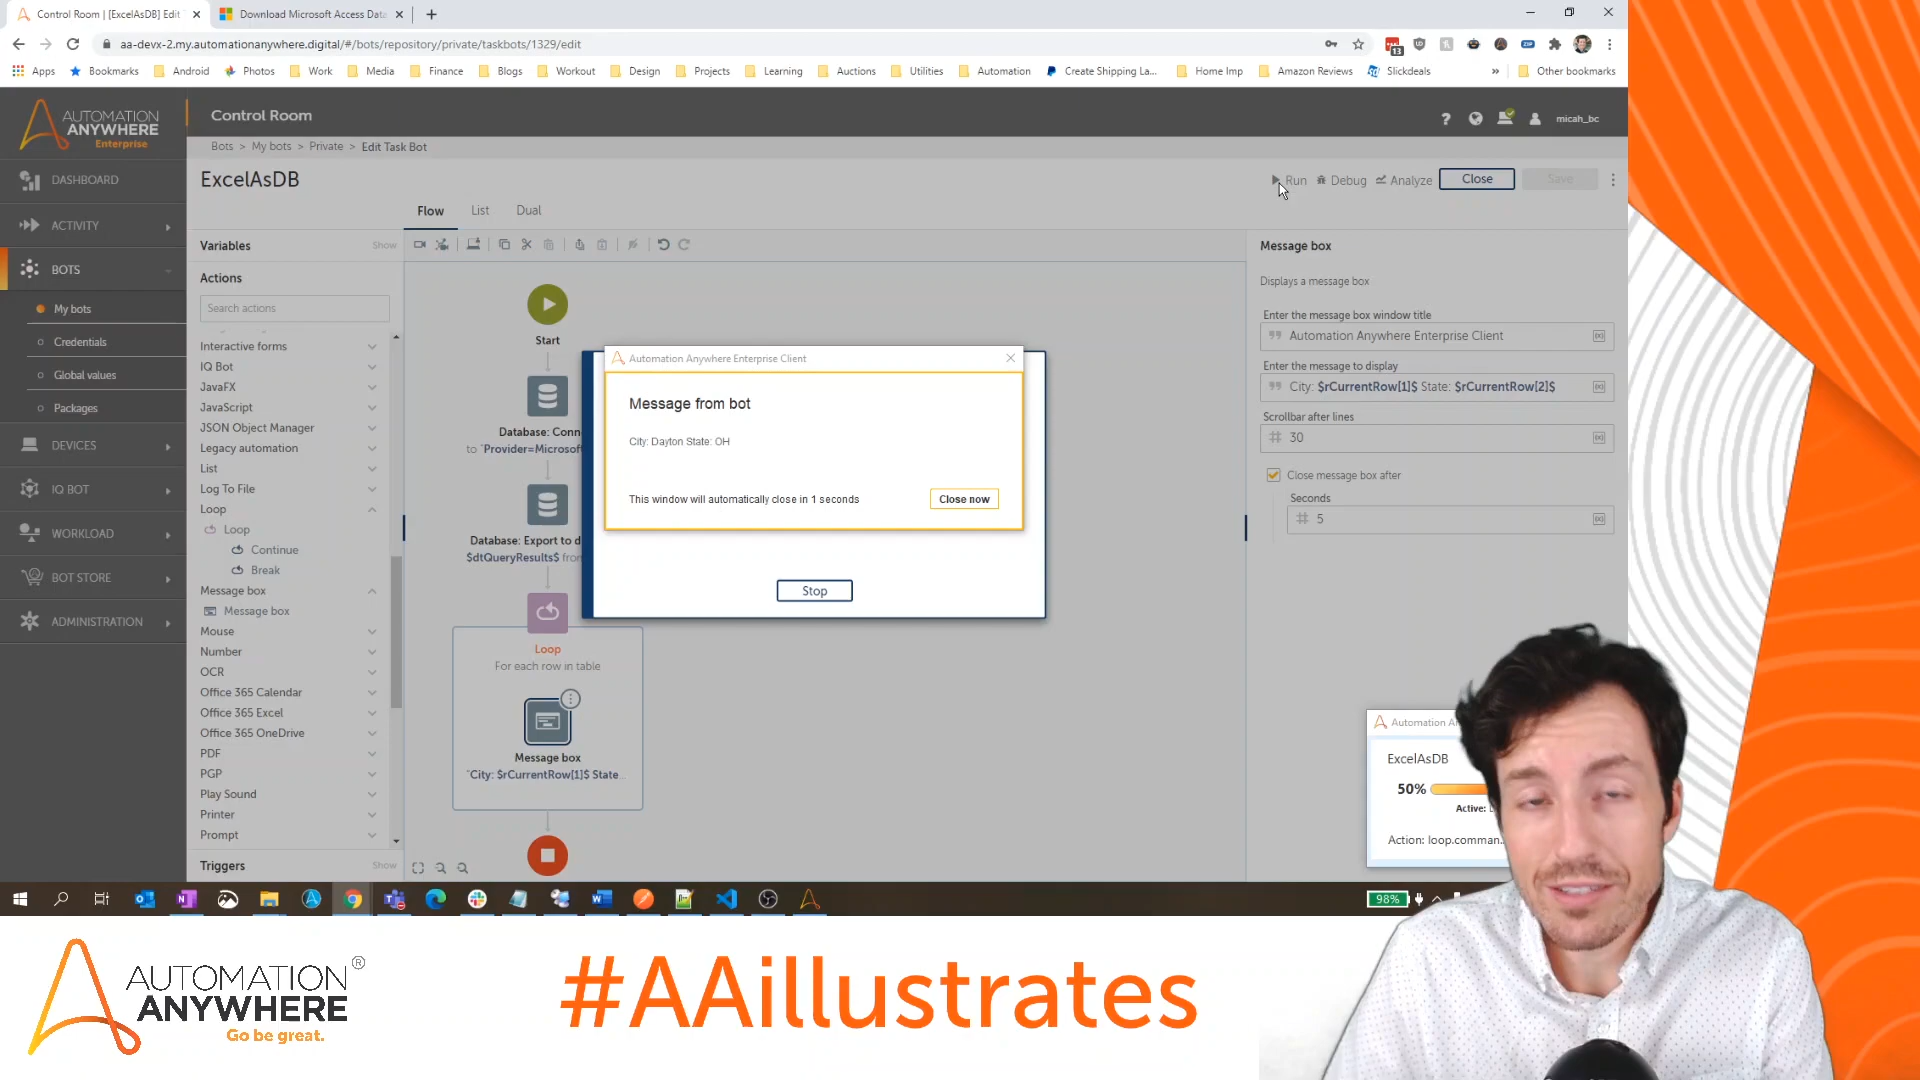 Control Room | [ExcelAsDB] Edit
Download Microsoft Access Data
aa-devx-2.my.automationanywhere.digital/#/bots/repository/private/taskbots/1329/edit
13
Apps
Bookmarks
Android
Photos
Work
Media
Finance
Blogs
Workout
Design
Projects
Learning
Auctions
Utilities
Automation
Create Shipping La...
Home Imp
Amazon Reviews
Slickdeals
»
Other bookmarks
AUTOMATION
ANYWHERE
Enterprise
Control Room
?
micah_bc
Bots > My bots > Private > Edit Task Bot
ExcelAsDB
Run
Debug
Analyze
Close
Save
DASHBOARD
ACTIVITY
BOTS
My bots
Credentials
Global values
Packages
DEVICES
IQ BOT
WORKLOAD
BOT STORE
ADMINISTRATION
Flow
List
Dual
Variables
Show
Actions
Search actions
Interactive forms
IQ Bot
JavaFX
JavaScript
JSON Object Manager
Legacy automation
List
Log To File
Loop
Loop
Continue
Break
Message box
Message box
Mouse
Number
OCR
Office 365 Calendar
Office 365 Excel
Office 365 OneDrive
PDF
PGP
Play Sound
Printer
Prompt
Triggers
Show
Start
Database: Conn
to "Provider=Microsoft
Database: Export to d
$dtQueryResults$ from
Loop
For each row in table
Message box
"City: $rCurrentRow[1]$ State...
Automation Anywhere Enterprise Client
Message from bot
City: Dayton State: OH
This window will automatically close in 1 seconds
Close now
Stop
Message box
Displays a message box
Enter the message box window title
Automation Anywhere Enterprise Client
Enter the message to display
City: $rCurrentRow[1]$ State: $rCurrentRow[2]$
Scrollbar after lines
30
Close message box after
Seconds
5
Automation A
ExcelAsDB
50%
Active:
Action: loop.comman
98%
AUTOMATION
ANYWHERE
®
Go be great.
#AAillustrates